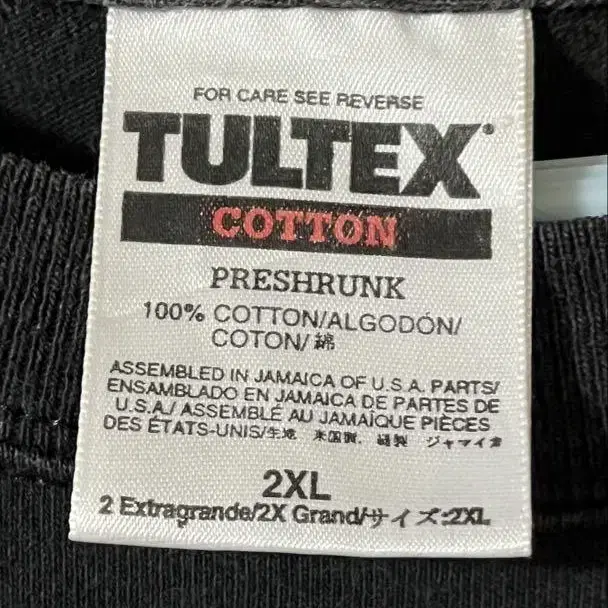 FOR CARE SEE REVERSE
TULTEX®
COTTON
PRESHRUNK
100% COTTON/ALGODÓN/
COTON/ 綿
ASSEMBLED IN JAMAICA OF U.S.A. PARTS/
ENSAMBLADO EN JAMAICA DE PARTES DE
U.S.A./ ASSEMBLÉ AU JAMAÏQUE PIÈCES
DES ÉTATS-UNIS/生地 米国製, 縫製 ジャマイカ
2XL
2 Extragrande/2X Grand/サイズ:2XL